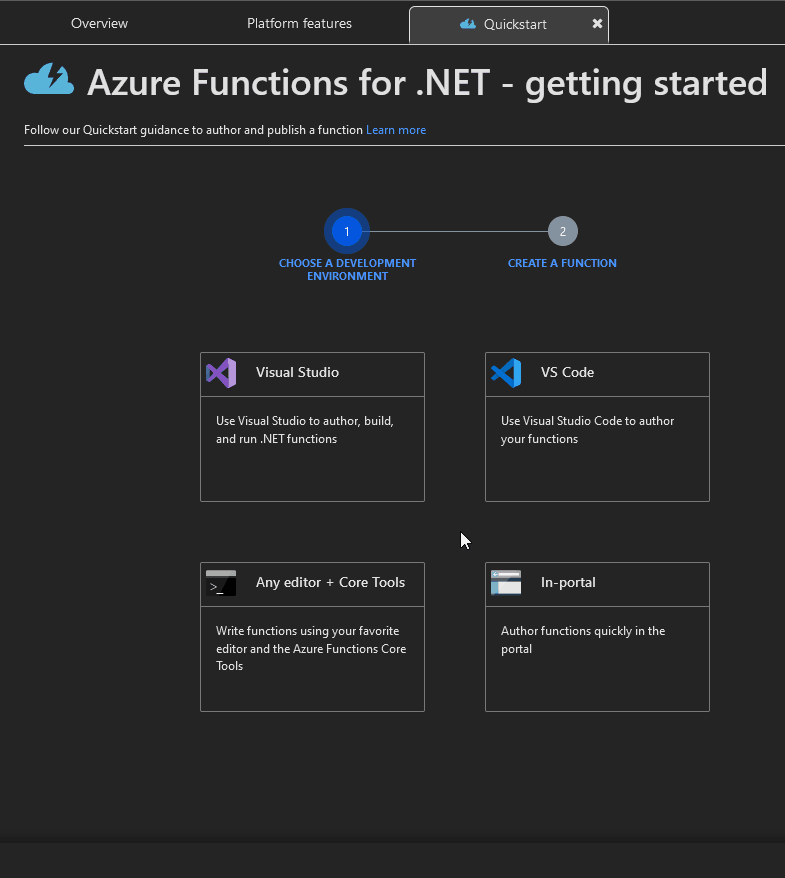 Overview
Platform features
Quickstart
Azure Functions for .NET - getting started
Follow our Quickstart guidance to author and publish a function Learn more
1
2
CHOOSE A DEVELOPMENT
ENVIRONMENT
CREATE A FUNCTION
Visual Studio
Use Visual Studio to author, build,
and run .NET functions
VS Code
Use Visual Studio Code to author
your functions
>_
Any editor + Core Tools
Write functions using your favorite
editor and the Azure Functions Core
Tools
In-portal
Author functions quickly in the
portal